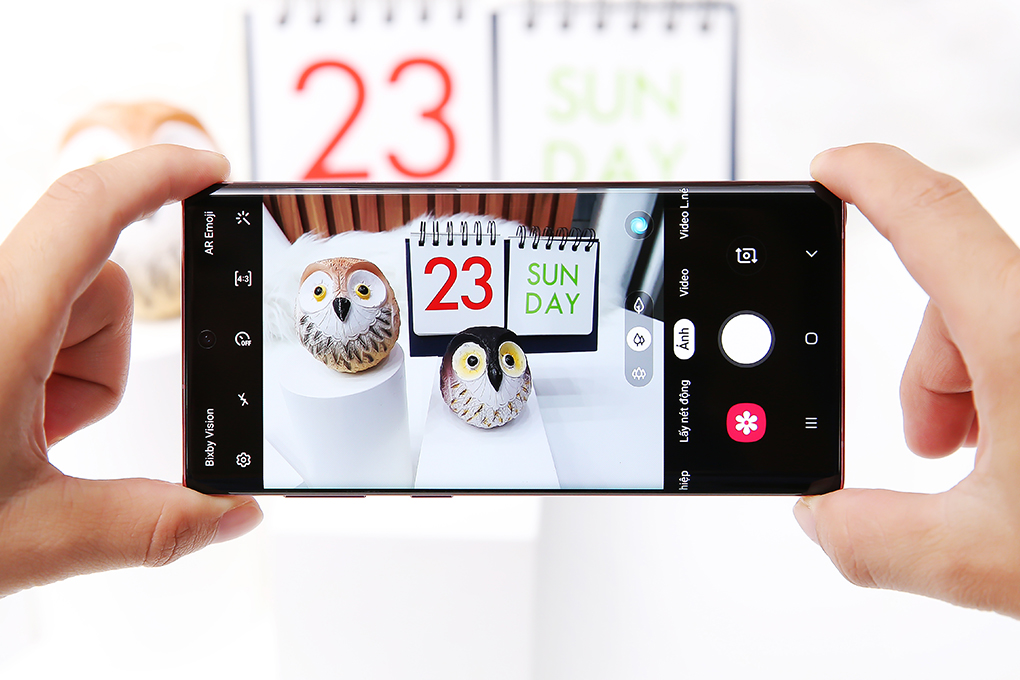 23
SUN
DAY
AR Emoji
4:3
OFF
Bixby Vision
23
SUN
DAY
Video L.né
Video
Ảnh
Lấy nét động
hiệp